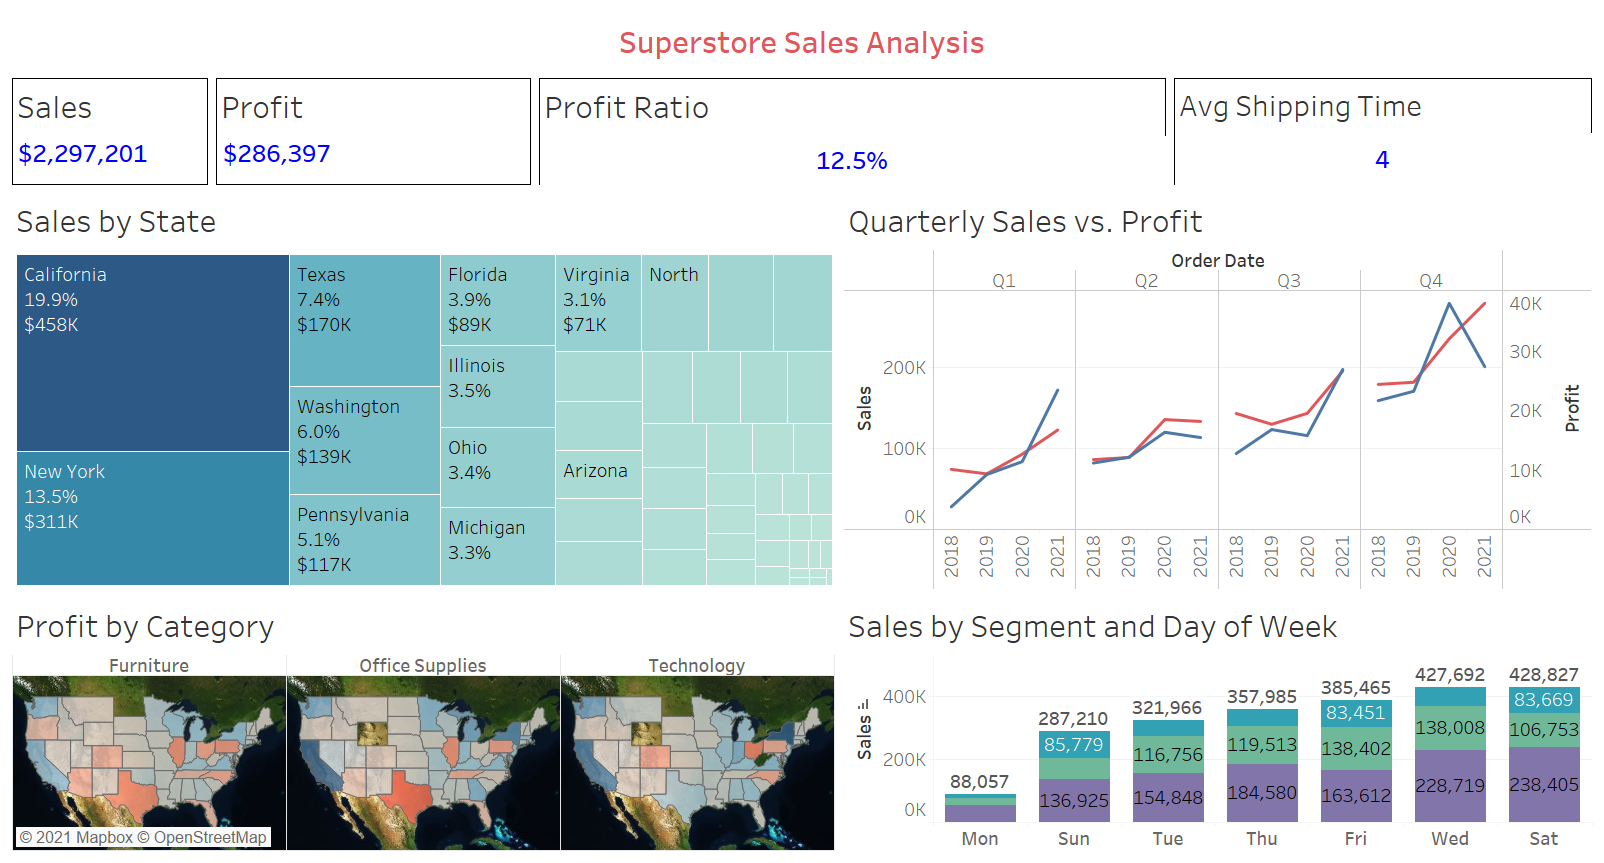 Superstore Sales Analysis
Sales
$2,297,201
Profit
$286,397
Profit Ratio
12.5%
Avg Shipping Time
4
Sales by State
California
19.9%
$458K
New York
13.5%
$311K
Texas
7.4%
$170K
Washington
6.0%
$139K
Pennsylvania
5.1%
$117K
Florida
3.9%
$89K
Illinois
3.5%
Ohio
3.4%
Michigan
3.3%
Virginia
3.1%
$71K
North
Arizona
Quarterly Sales vs. Profit
Order Date
Q1 Q2 Q3 Q4
Sales
200K
100K
0K
40K
30K
20K
10K
0K
Profit
2018 2019 2020 2021 2018 2019 2020 2021 2018 2019 2020 2021 2018 2019 2020 2021
Profit by Category
Furniture Office Supplies Technology
© 2021 Mapbox © OpenStreetMap
Sales by Segment and Day of Week
Sales
400K
200K
0K
88,057
287,210
85,779
136,925
321,966
116,756
154,848
357,985
119,513
184,580
385,465
83,451
138,402
163,612
427,692
138,008
228,719
428,827
83,669
106,753
238,405
Mon Sun Tue Thu Fri Wed Sat